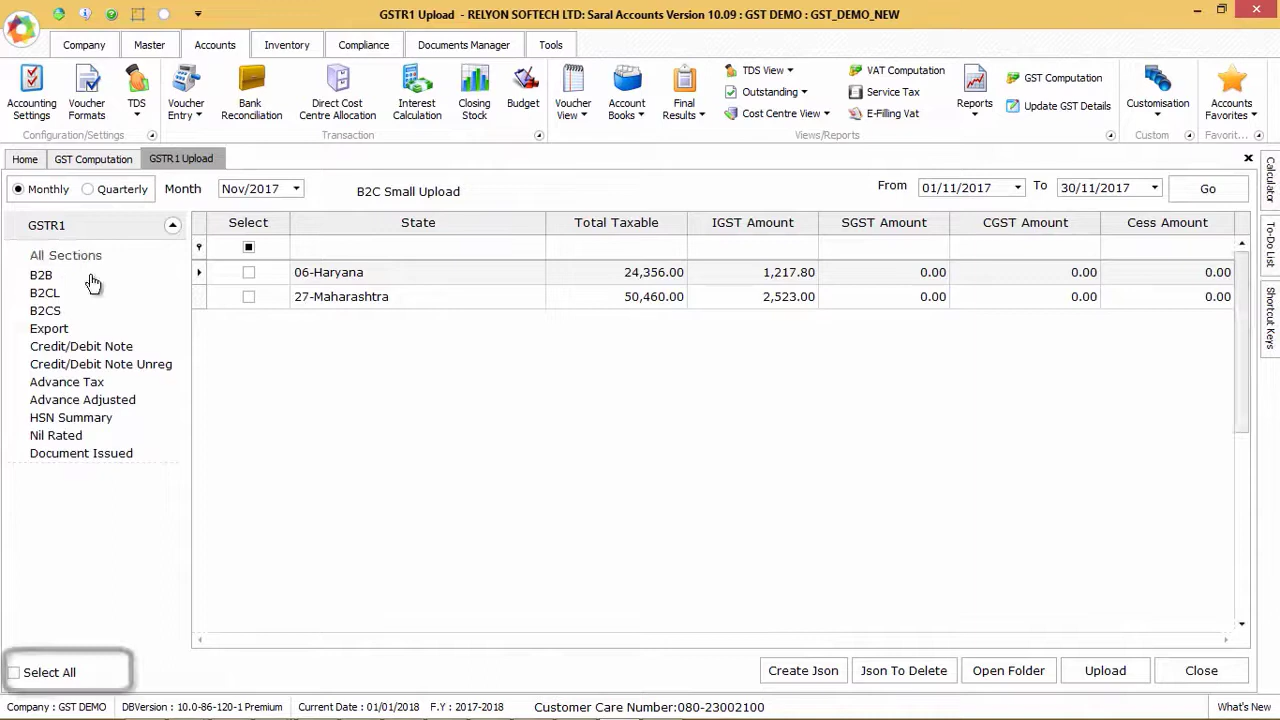 GSTR1 Upload - RELYON SOFTECH LTD: Saral Accounts Version 10.09 : GST DEMO : GST_DEMO_NEW
Company Master Accounts Inventory Compliance Documents Manager Tools
Accounting Settings
Voucher Formats
TDS
Configuration/Settings
Voucher Entry
Bank Reconciliation
Direct Cost Centre Allocation
Interest Calculation
Closing Stock
Budget
Transaction
Voucher View
Account Books
Final Results
TDS View
Outstanding
Cost Centre View
VAT Computation
Service Tax
E-Filling Vat
Reports
GST Computation
Update GST Details
Views/Reports
Customisation
Custom
Accounts Favorites
Favorit...
Home GST Computation GSTR1 Upload
Monthly Quarterly Month Nov/2017 B2C Small Upload From 01/11/2017 To 30/11/2017 Go
GSTR1
All Sections
B2B
B2CL
B2CS
Export
Credit/Debit Note
Credit/Debit Note Unreg
Advance Tax
Advance Adjusted
HSN Summary
Nil Rated
Document Issued
Select State Total Taxable IGST Amount SGST Amount CGST Amount Cess Amount
06-Haryana 24,356.00 1,217.80 0.00 0.00 0.00
27-Maharashtra 50,460.00 2,523.00 0.00 0.00 0.00
Calculator
To-Do List
Shortcut Keys
Select All
Create Json Json To Delete Open Folder Upload Close
Company : GST DEMO DBVersion : 10.0-86-120-1 Premium Current Date : 01/01/2018 F.Y : 2017-2018 Customer Care Number:080-23002100 What's New